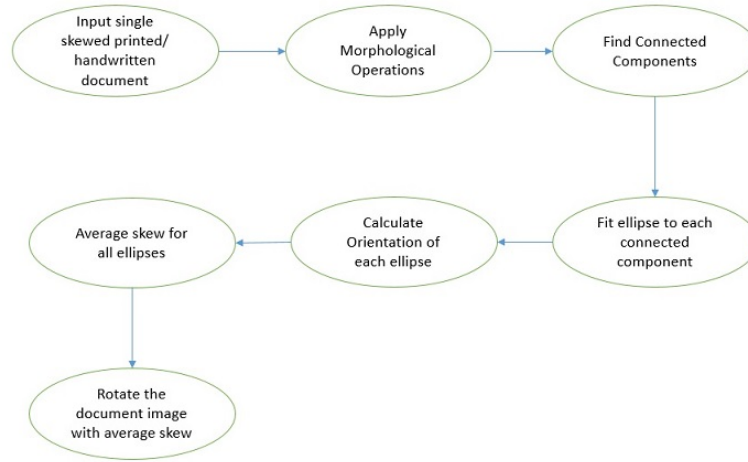 Input single
skewed printed/
handwritten
document
Apply
Morphological
Operations
Find Connected
Components
Fit ellipse to each
connected
component
Calculate
Orientation of
each ellipse
Average skew for
all ellipses
Rotate the
document image
with average skew